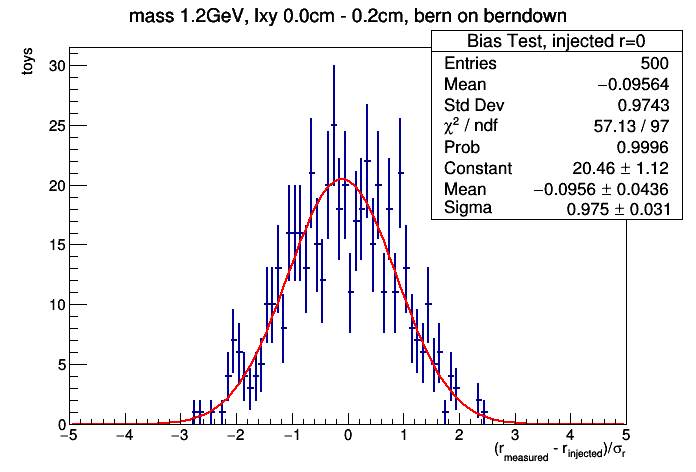 mass 1.2GeV, lxy 0.0cm - 0.2cm, bern on berndown
Bias Test, injected r=0
Entries 500
Mean −0.09564
Std Dev 0.9743
χ² / ndf 57.13 / 97
Prob 0.9996
Constant 20.46 ± 1.12
Mean −0.0956 ± 0.0436
Sigma 0.975 ± 0.031
toys
30
25
20
15
10
5
0
−5 −4 −3 −2 −1 0 1 2 3 4 5
(r_measured - r_injected)/σ_r